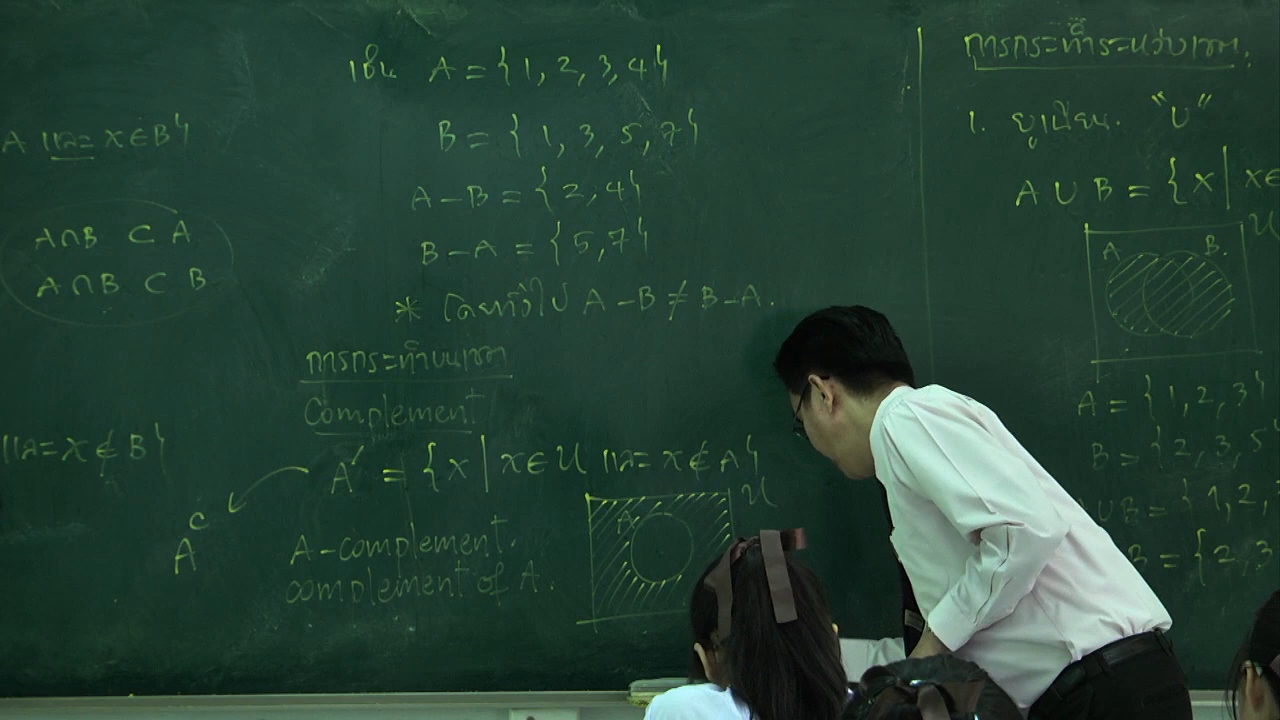 A และ x ∈ B}
A∩B ⊂ A
A∩B ⊂ B
และ x ∉ B}
เช่น A = {1, 2, 3, 4}
B = {1, 3, 5, 7}
A - B = {2, 4}
B - A = {5, 7}
* โดยทั่วไป A - B ≠ B - A.
การกระทำบนเซต
Complement
A' = {x | x ∈ U และ x ∉ A}
A^c
A-complement.
complement of A.
A
U
การกระทำระหว่างเซต.
1. ยูเนียน. "U"
A ∪ B = {x | x ∈
U
A B.
A = {1, 2, 3}
B = {2, 3, 5
∪ B = {1, 2,
B = {2, 3